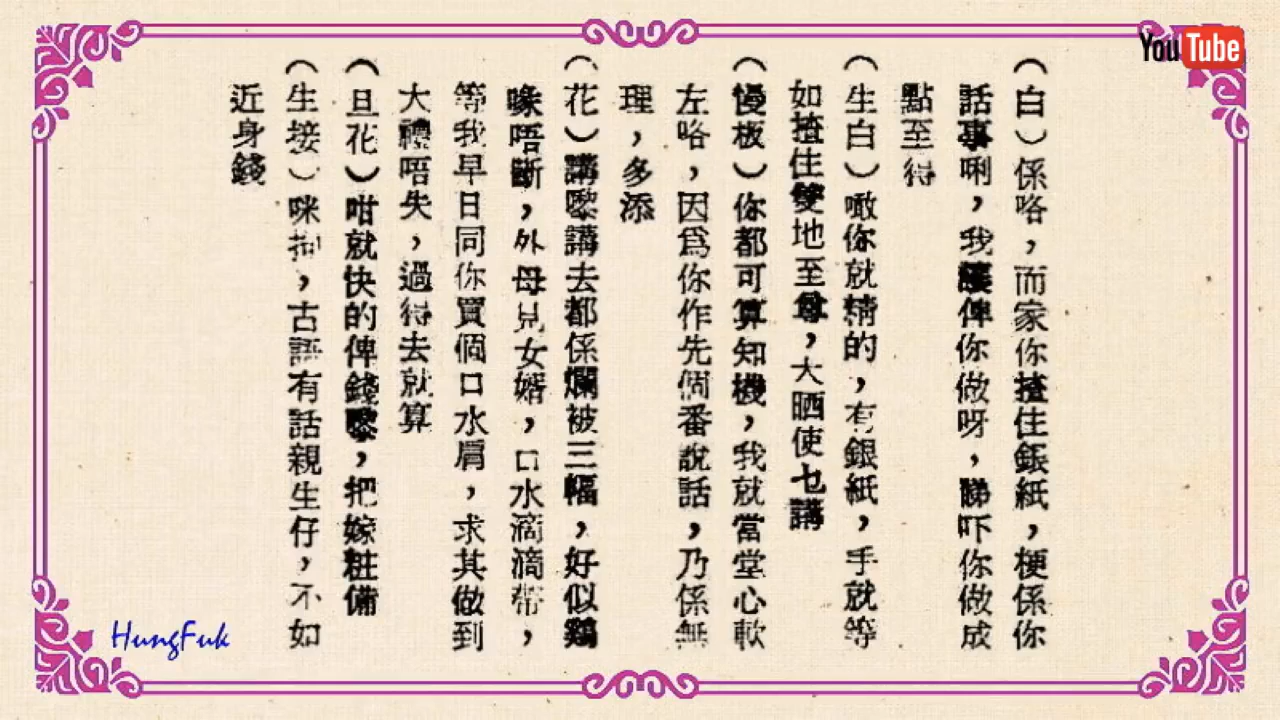 YouTube
（白）係咯，而家你揸住銀紙，梗係你
話事唎，我讓俾你做呀，睇吓你做成
點至得
（生白）噉你就精的，有銀紙，手就等
如揸住雙地至尊，大晒使乜講
（慢板）你都可算知機，我就當堂心軟
左咯，因爲你作先個番說話，乃係無
理，多添
（花）講嚟講去都係爛被三幅，好似鷄
喙唔斷，外母見女婿，口水滴滴帶，
等我早日同你買個口水肩，求其做到
大禮唔失，過得去就算
（旦花）咁就快的俾錢嚟，把嫁粧備
（生接）咪拘，古語有話親生仔，不如
近身錢
HungFuk